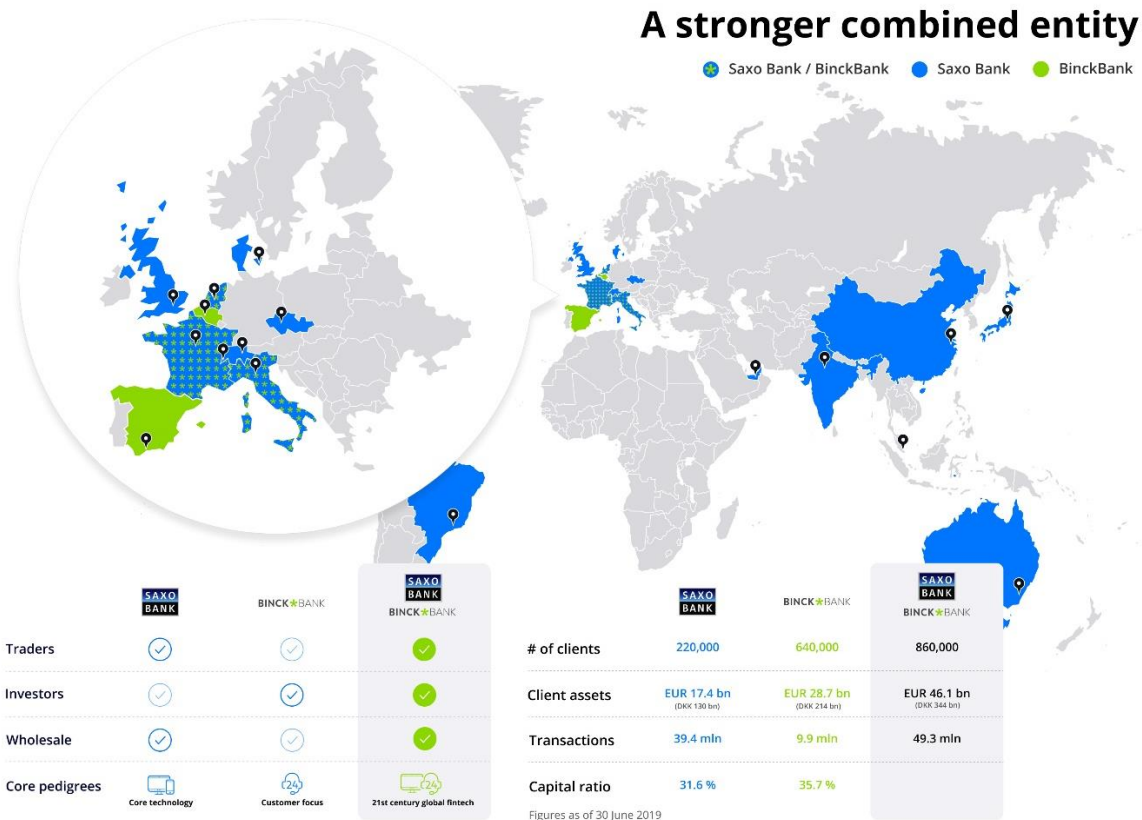 A stronger combined entity
Saxo Bank / BinckBank Saxo Bank BinckBank
SAXO
BANK
BINCK*BANK
SAXO
BANK
BINCK*BANK
Traders
Investors
Wholesale
Core pedigrees
24
24
Core technology Customer focus 21st century global fintech
SAXO
BANK
BINCK*BANK
SAXO
BANK
BINCK*BANK
# of clients 220,000 640,000 860,000
Client assets EUR 17.4 bn EUR 28.7 bn EUR 46.1 bn
(DKK 130 bn) (DKK 214 bn) (DKK 344 bn)
Transactions 39.4 mln 9.9 mln 49.3 mln
Capital ratio 31.6 % 35.7 %
Figures as of 30 June 2019